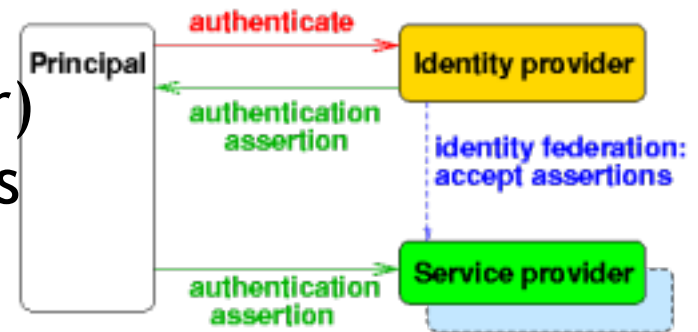 authenticate
Principal
Identity provider
r)
authentication
assertion
identity federation:
accept assertions
s
Service provider
authentication
assertion